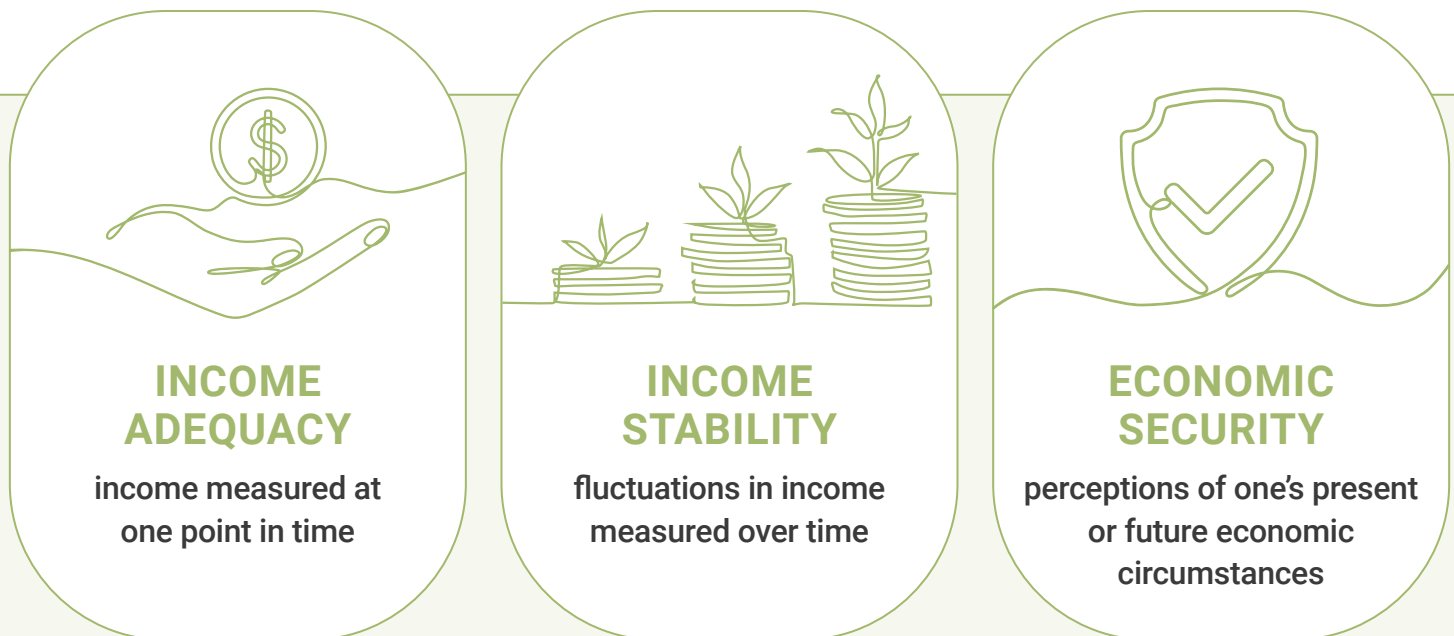 INCOME
ADEQUACY
income measured at
one point in time
INCOME
STABILITY
fluctuations in income
measured over time
ECONOMIC
SECURITY
perceptions of one’s present
or future economic
circumstances